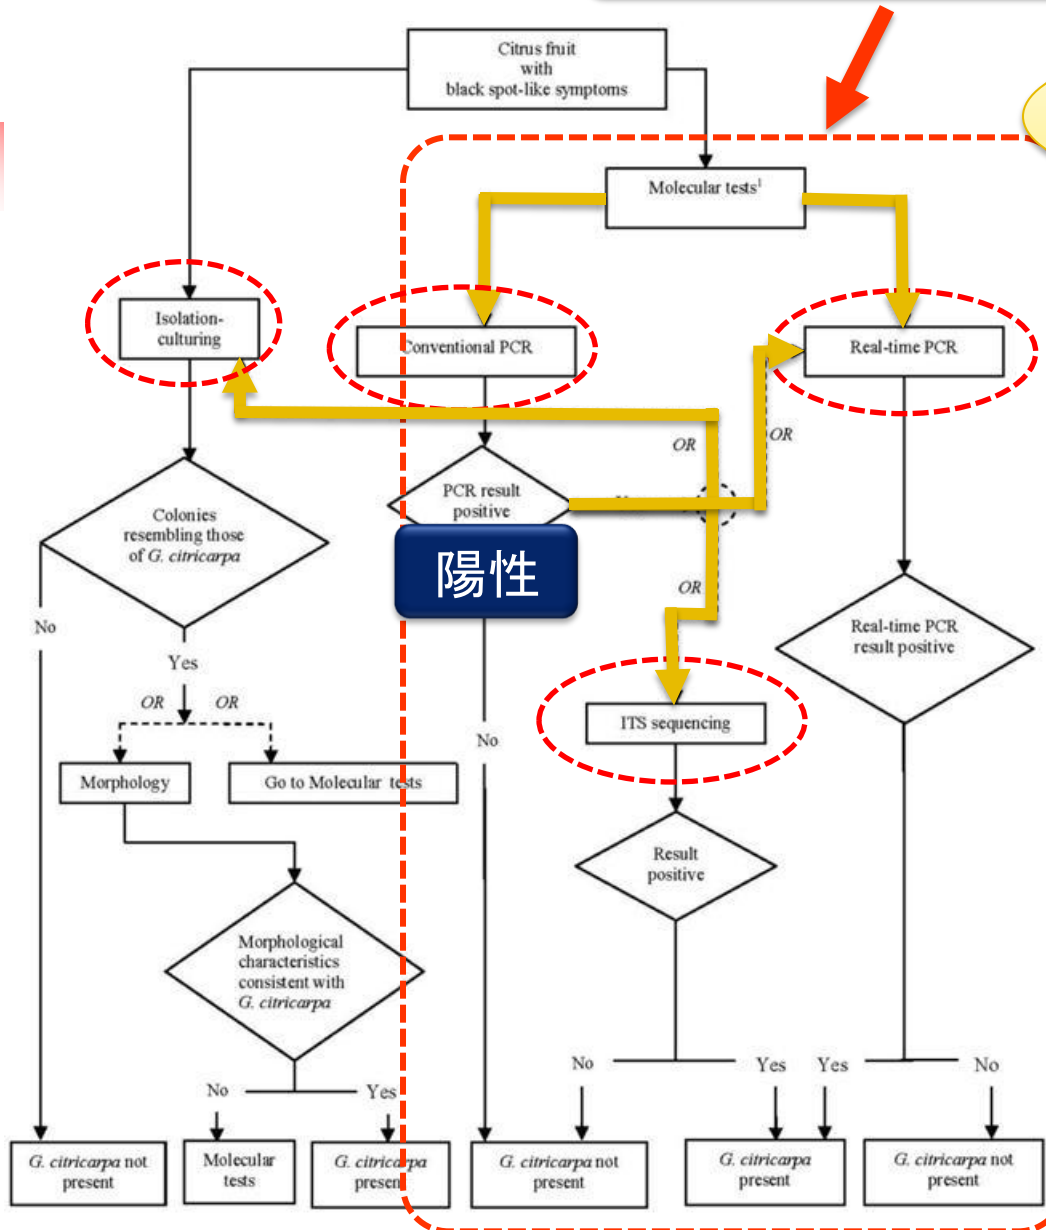 Citrus fruit
with
black spot-like symptoms
Molecular tests¹
Isolation-
culturing
Conventional PCR
Real-time PCR
OR
OR
PCR result
positive
Colonies
resembling those
of G. citricarpa
陽性
OR
No
Real-time PCR
result positive
Yes
OR
OR
ITS sequencing
No
Morphology
Go to Molecular tests
Result
positive
Morphological
characteristics
consistent with
G. citricarpa
No
Yes
No
Yes
Yes
No
G. citricarpa not
present
Molecular
tests
G. citricarpa
present
G. citricarpa not
present
G. citricarpa
present
G. citricarpa not
present